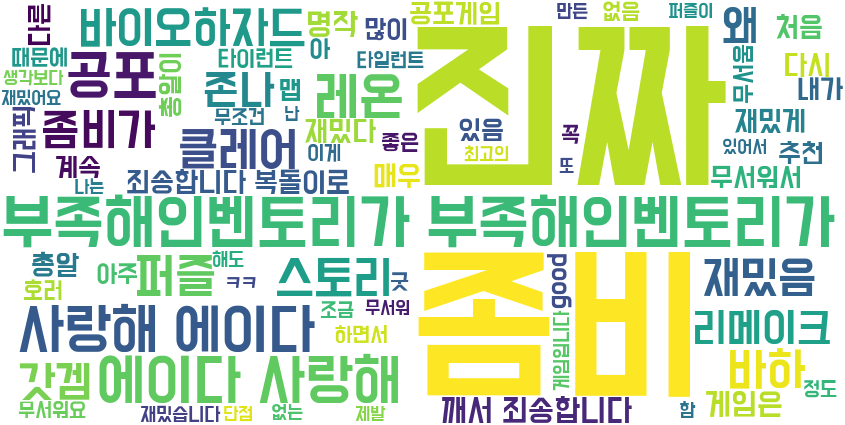 다른
바이오하자드
명작
많이
공포게임
만든
없음
퍼즐이
때문에
타이런트
아
타일런트
진짜
왜
처음
생각보다
총알이
공포
존나
맵
레온
무서움
다시
내가
재밌어요
무조건
난
그래픽
좀비가
클레어
재밌다
좋은
있음
꼭
재밌게
계속
이게
최고의
있어서
추천
나는
죄송합니다 복돌이로
매우
또
무서워서
부족해인벤토리가 부족해인벤토리가
총알
아주
퍼즐
해도
스토리
굿
좀비
good
재밌음
호러
ㅋㅋ
조금
무서워
사랑해 에이다
하면서
게임입니다
리메이크
갓겜
에이다 사랑해
바하
정도
무서워요
재밌습니다
단점
없는
제발
깨서 죄송합니다
함
게임은